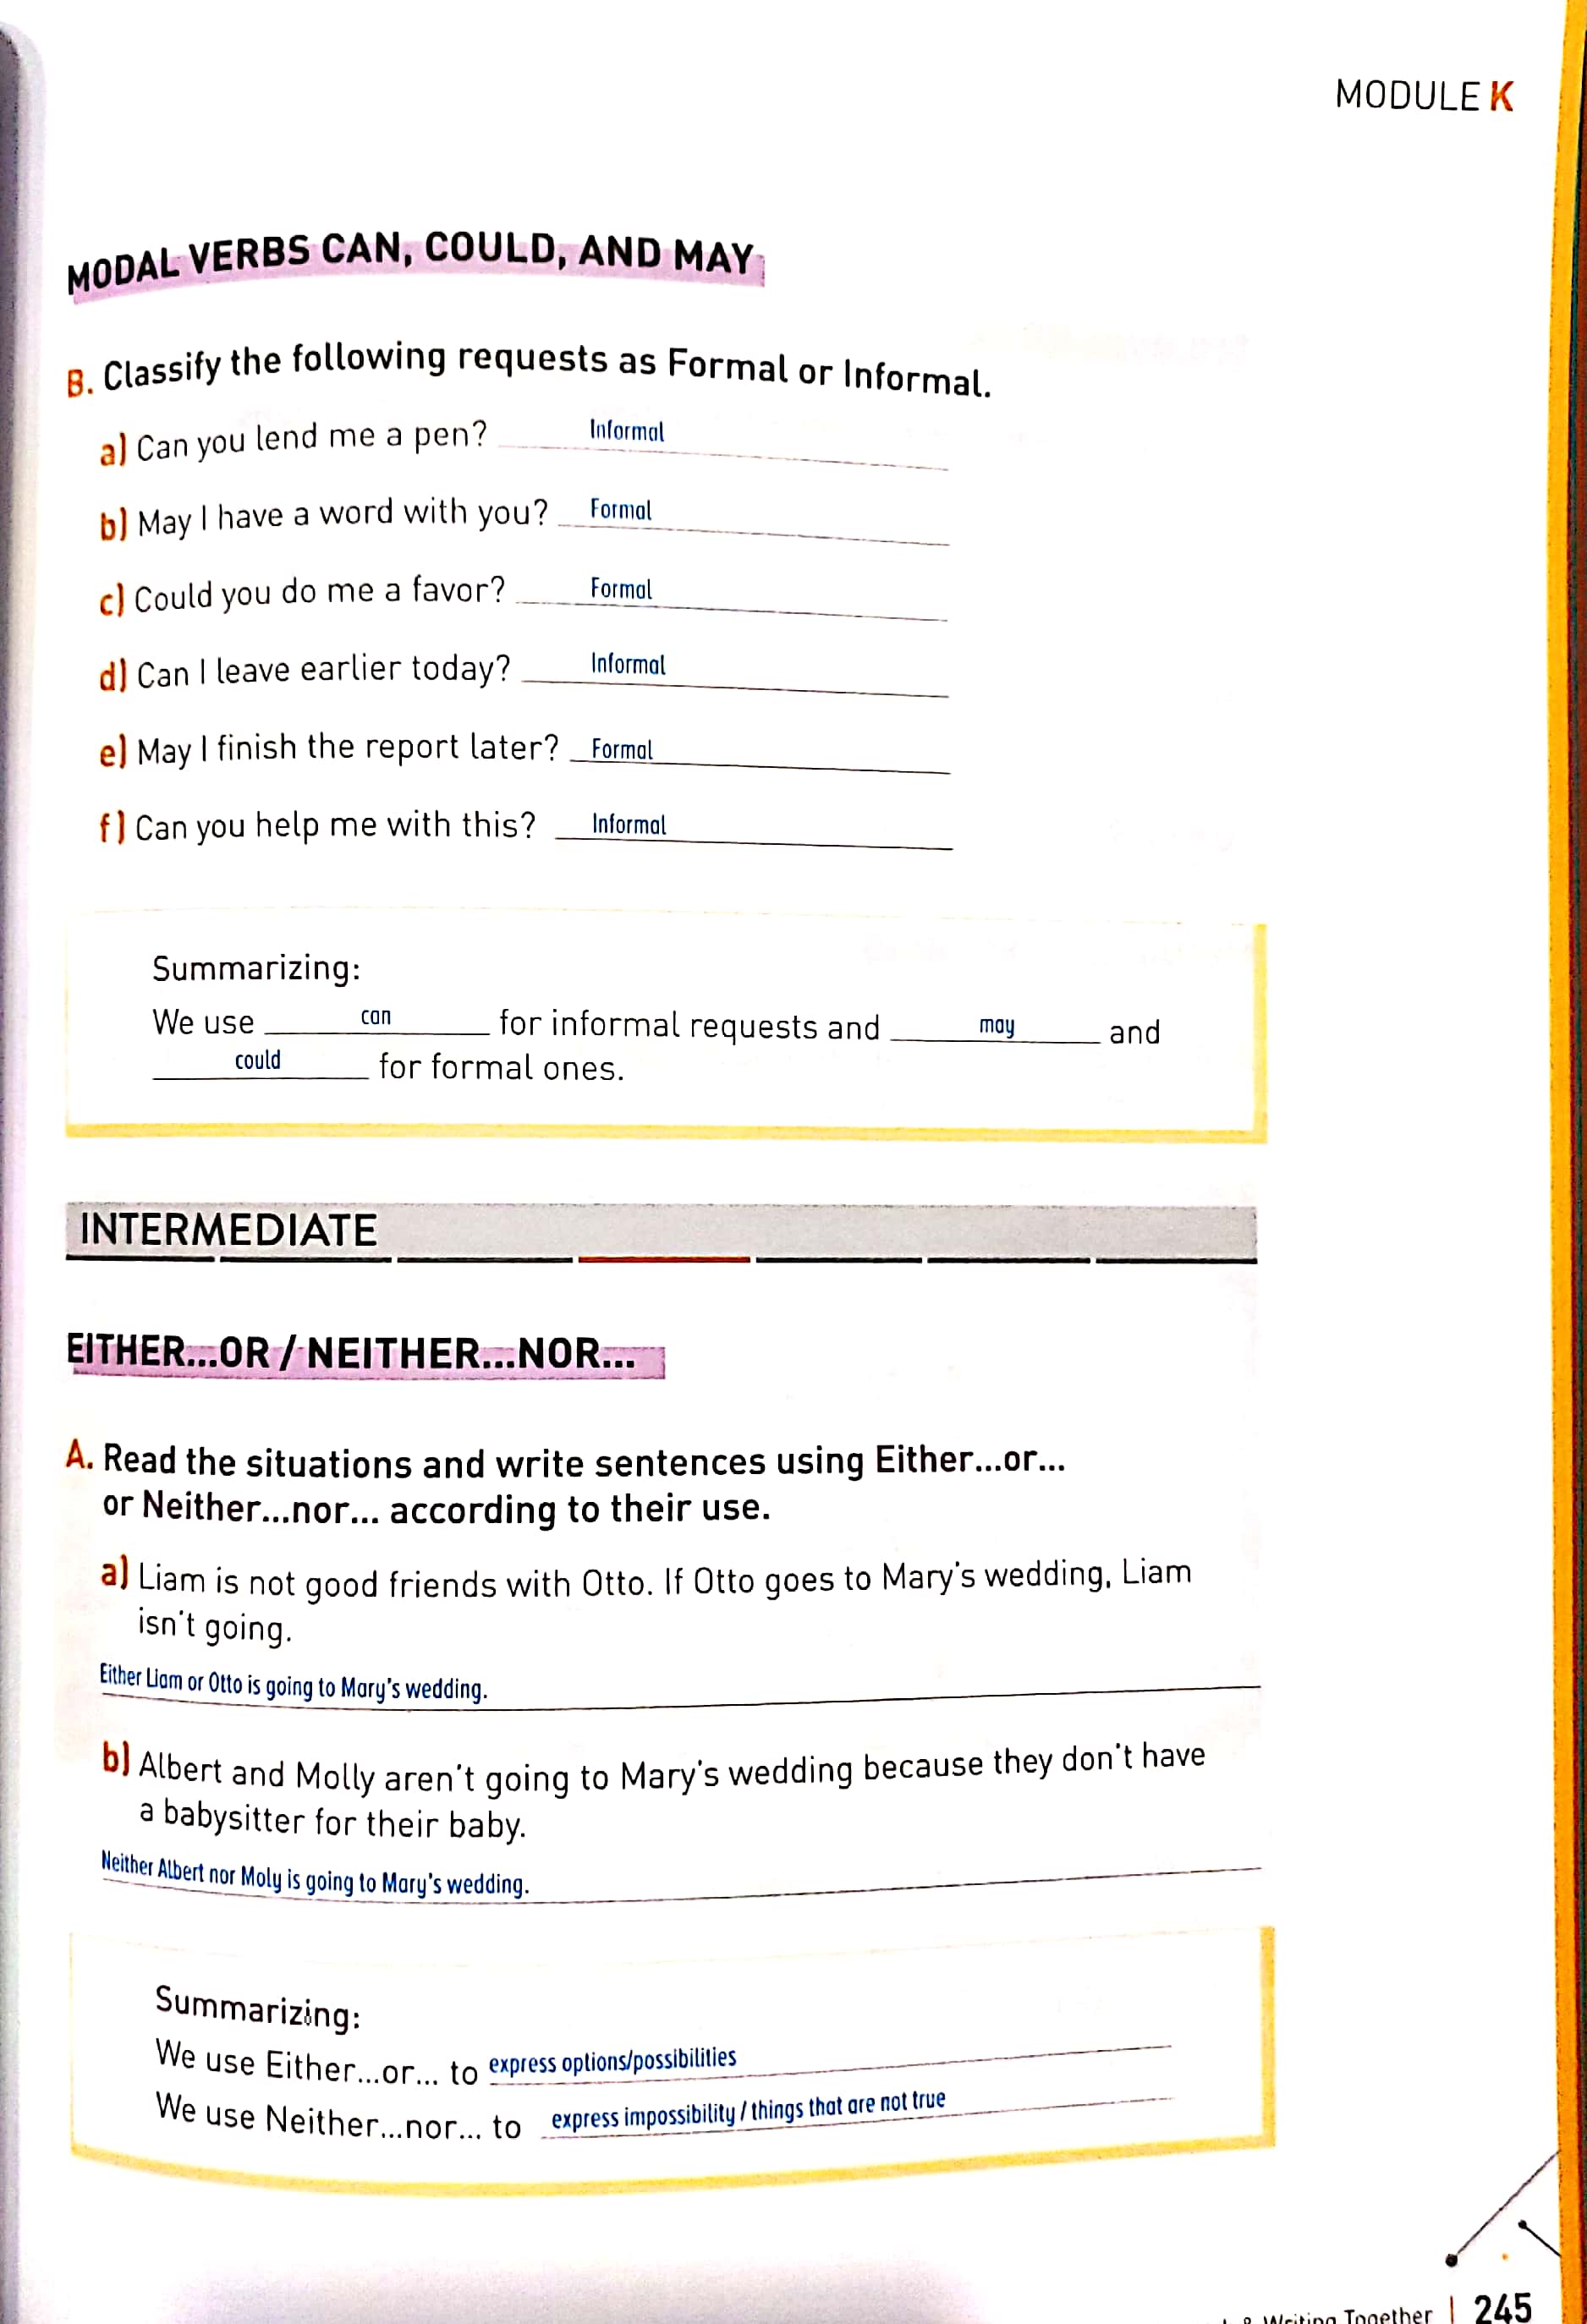 MODULE K
MODAL VERBS CAN, COULD, AND MAY
B. Classify the following requests as Formal or Informal.
a) Can you lend me a pen? Informal
b) May I have a word with you? Formal
c) Could you do me a favor? Formal
d) Can I leave earlier today? Informal
e) May I finish the report later? Formal
f) Can you help me with this? Informal
Summarizing:
We use can for informal requests and may and
could for formal ones.
INTERMEDIATE
EITHER...OR / NEITHER...NOR...
A. Read the situations and write sentences using Either...or...
or Neither...nor... according to their use.
a) Liam is not good friends with Otto. If Otto goes to Mary's wedding, Liam
isn't going.
Either Liam or Otto is going to Mary's wedding.
b) Albert and Molly aren't going to Mary's wedding because they don't have
a babysitter for their baby.
Neither Albert nor Moly is going to Mary's wedding.
Summarizing:
We use Either...or... to express options/possibilities
We use Neither...nor... to express impossibility / things that are not true
& Writing Together | 245